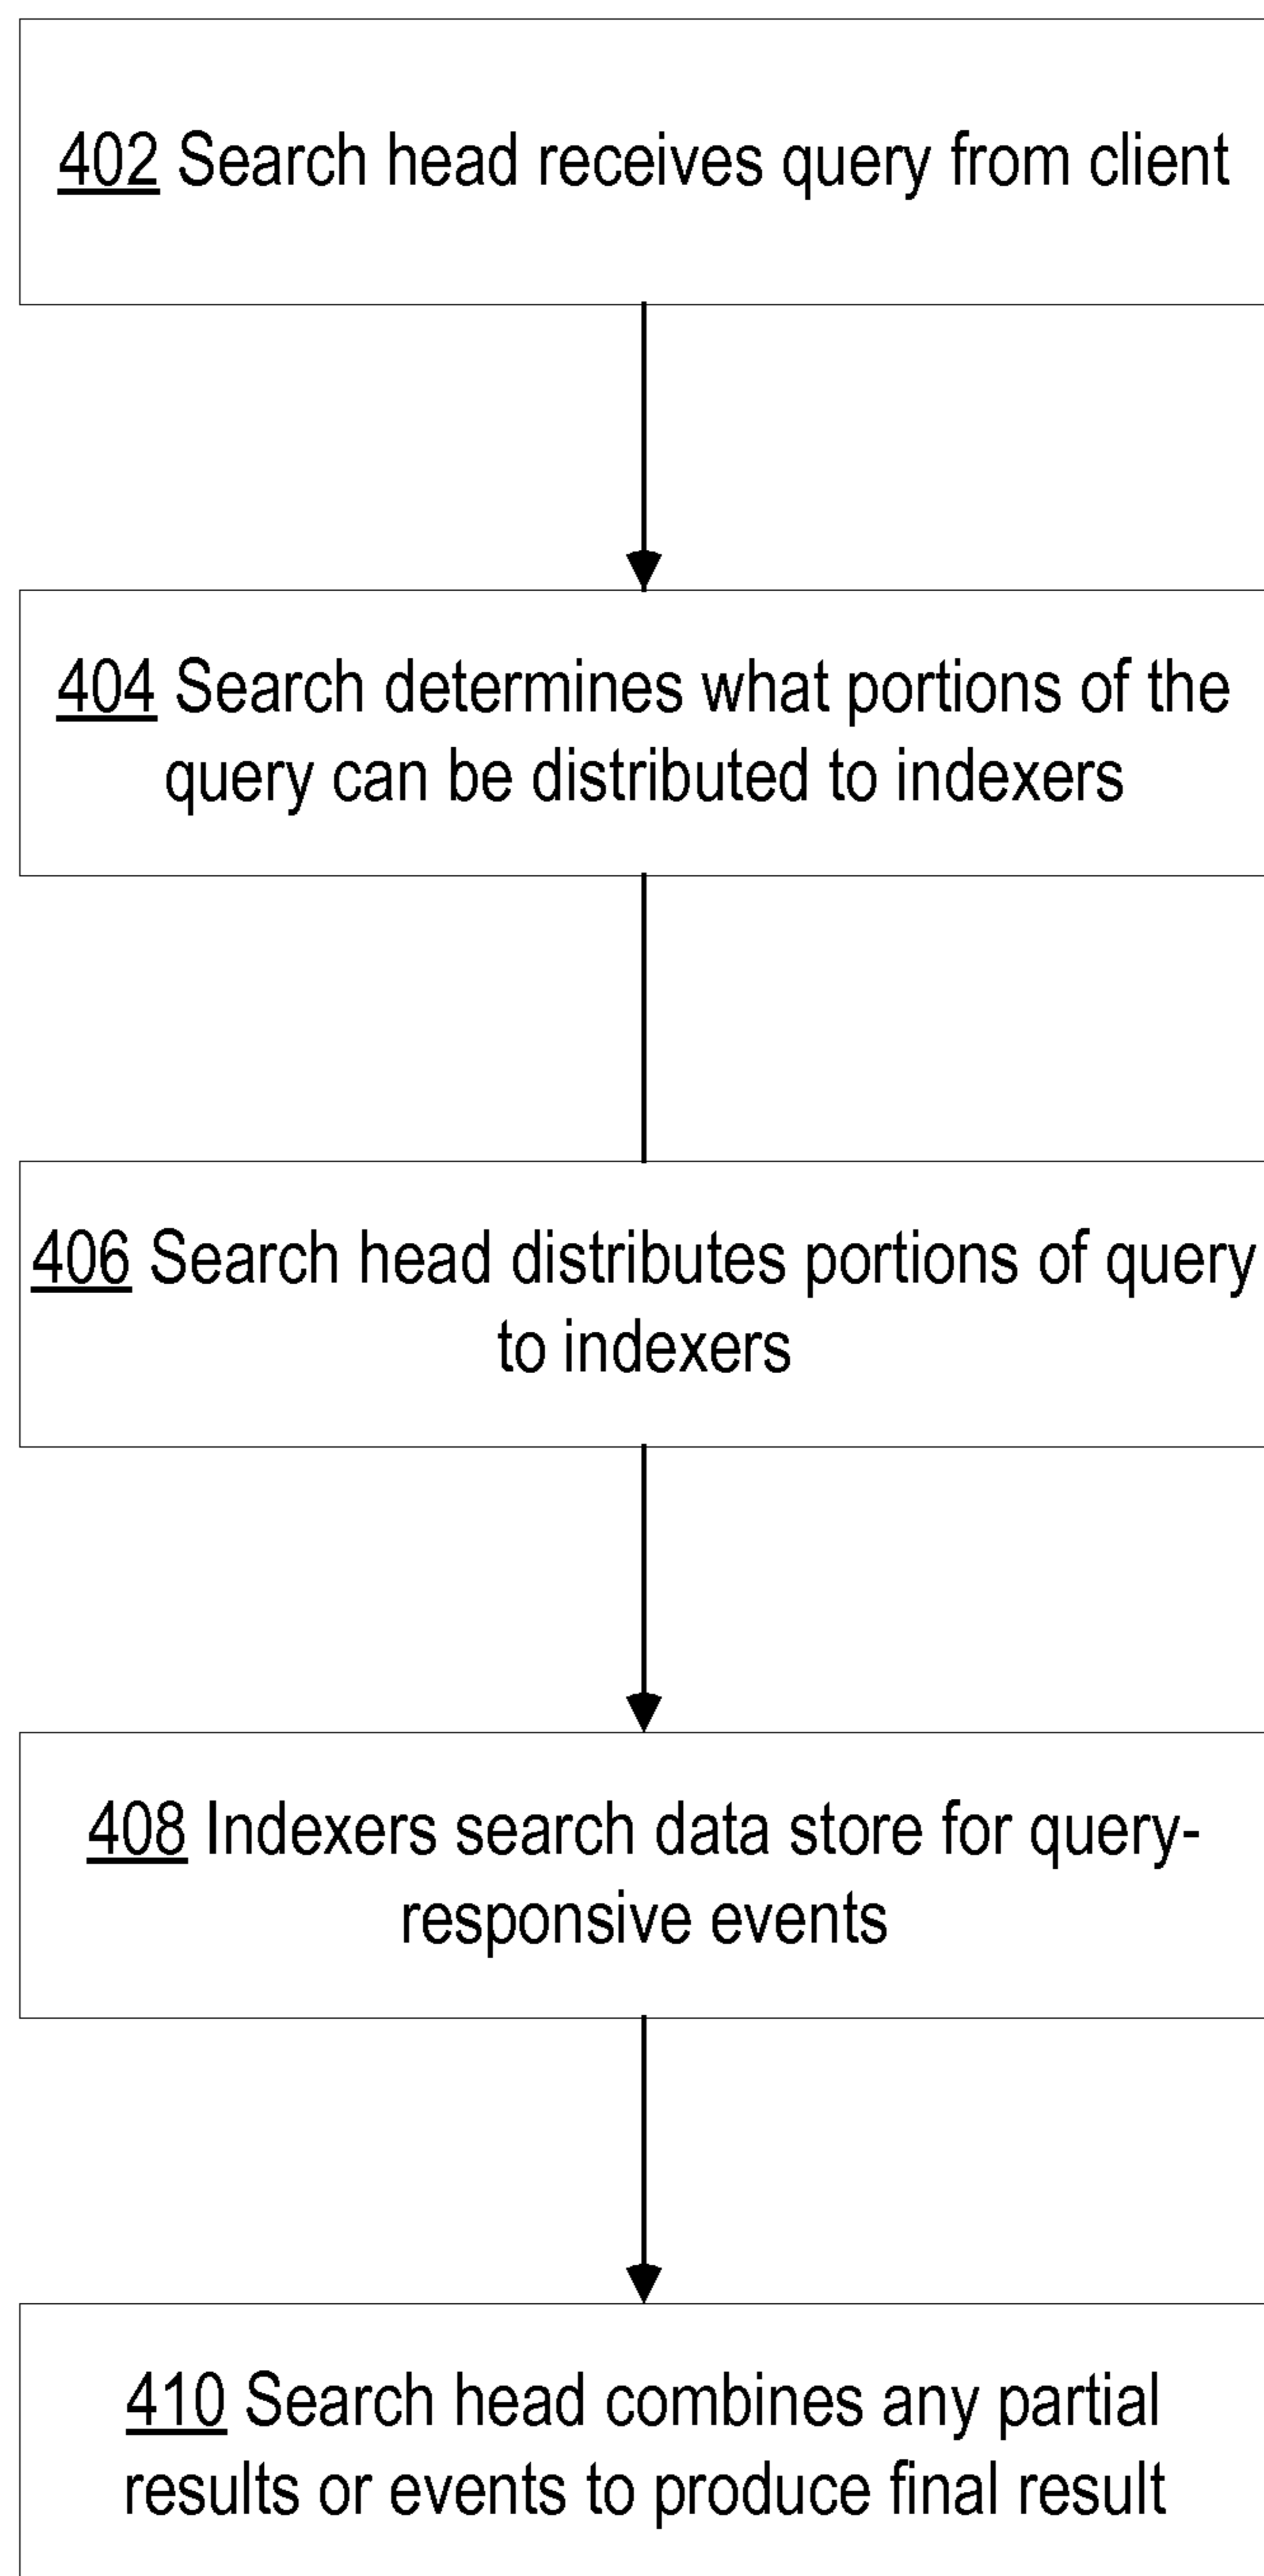 402 Search head receives query from client
404 Search determines what portions of the
query can be distributed to indexers
406 Search head distributes portions of query
to indexers
408 Indexers search data store for query-
responsive events
410 Search head combines any partial
results or events to produce final result